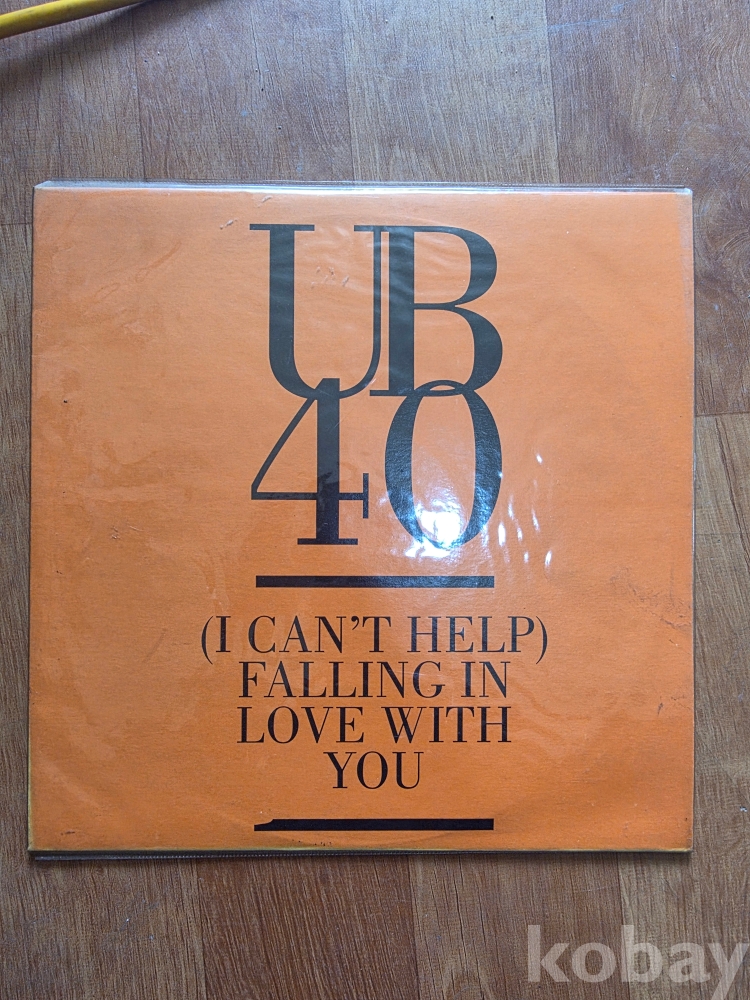 UB
40
(I CAN'T HELP)
FALLING IN
LOVE WITH
YOU
kobay